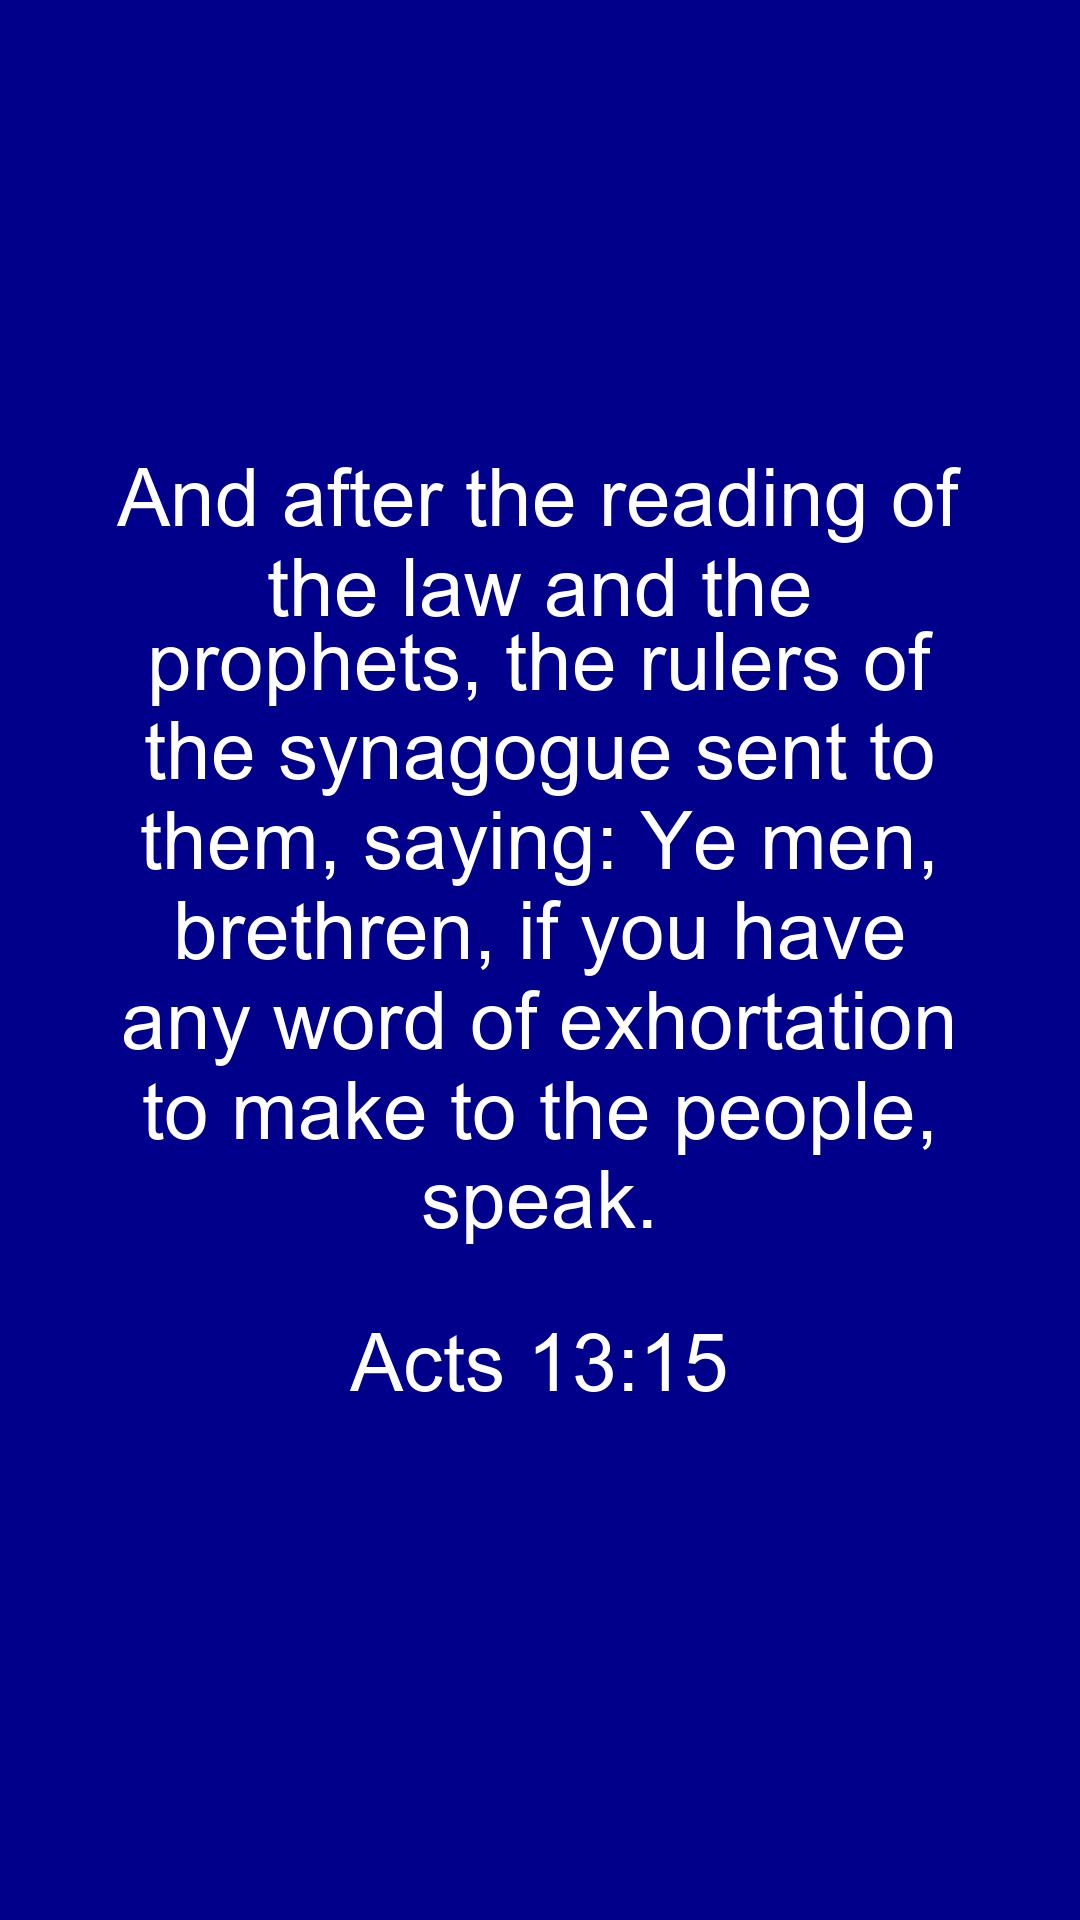 And after the reading of
the law and the
prophets, the rulers of
the synagogue sent to
them, saying: Ye men,
brethren, if you have
any word of exhortation
to make to the people,
speak.
Acts 13:15